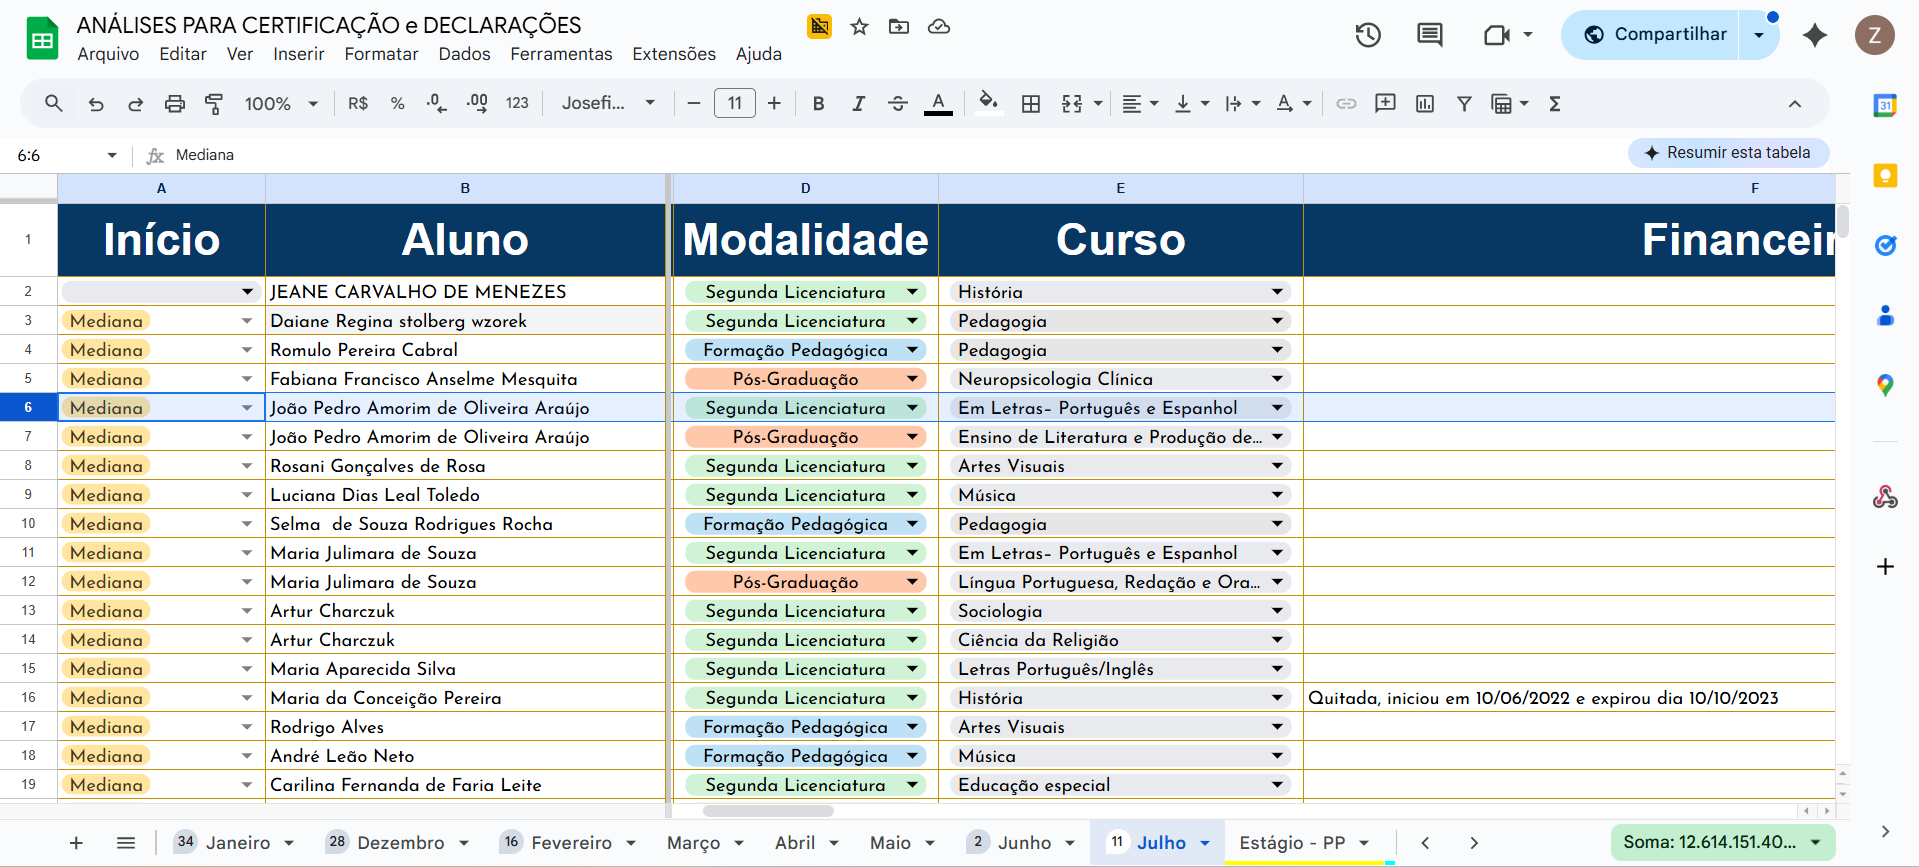 ANÁLISES PARA CERTIFICAÇÃO e DECLARAÇÕES
Arquivo Editar Ver Inserir Formatar Dados Ferramentas Extensões Ajuda
Compartilhar
Z
100% R$ % .0 .00 123 Josefi... 11 B I S A
31
6:6 fx Mediana
Resumir esta tabela
A B D E F
1 Início Aluno Modalidade Curso Financeir
2 JEANE CARVALHO DE MENEZES Segunda Licenciatura História
3 Mediana Daiane Regina stolberg wzorek Segunda Licenciatura Pedagogia
4 Mediana Romulo Pereira Cabral Formação Pedagógica Pedagogia
5 Mediana Fabiana Francisco Anselme Mesquita Pós-Graduação Neuropsicologia Clínica
6 Mediana João Pedro Amorim de Oliveira Araújo Segunda Licenciatura Em Letras– Português e Espanhol
7 Mediana João Pedro Amorim de Oliveira Araújo Pós-Graduação Ensino de Literatura e Produção de...
8 Mediana Rosani Gonçalves de Rosa Segunda Licenciatura Artes Visuais
9 Mediana Luciana Dias Leal Toledo Segunda Licenciatura Música
10 Mediana Selma  de Souza Rodrigues Rocha Formação Pedagógica Pedagogia
11 Mediana Maria Julimara de Souza Segunda Licenciatura Em Letras– Português e Espanhol
12 Mediana Maria Julimara de Souza Pós-Graduação Língua Portuguesa, Redação e Ora...
13 Mediana Artur Charczuk Segunda Licenciatura Sociologia
14 Mediana Artur Charczuk Segunda Licenciatura Ciência da Religião
15 Mediana Maria Aparecida Silva Segunda Licenciatura Letras Português/Inglês
16 Mediana Maria da Conceição Pereira Segunda Licenciatura História Quitada, iniciou em 10/06/2022 e expirou dia 10/10/2023
17 Mediana Rodrigo Alves Formação Pedagógica Artes Visuais
18 Mediana André Leão Neto Formação Pedagógica Música
19 Mediana Carilina Fernanda de Faria Leite Segunda Licenciatura Educação especial
34 Janeiro 28 Dezembro 16 Fevereiro Março Abril Maio 2 Junho 11 Julho Estágio - PP Soma: 12.614.151.40...